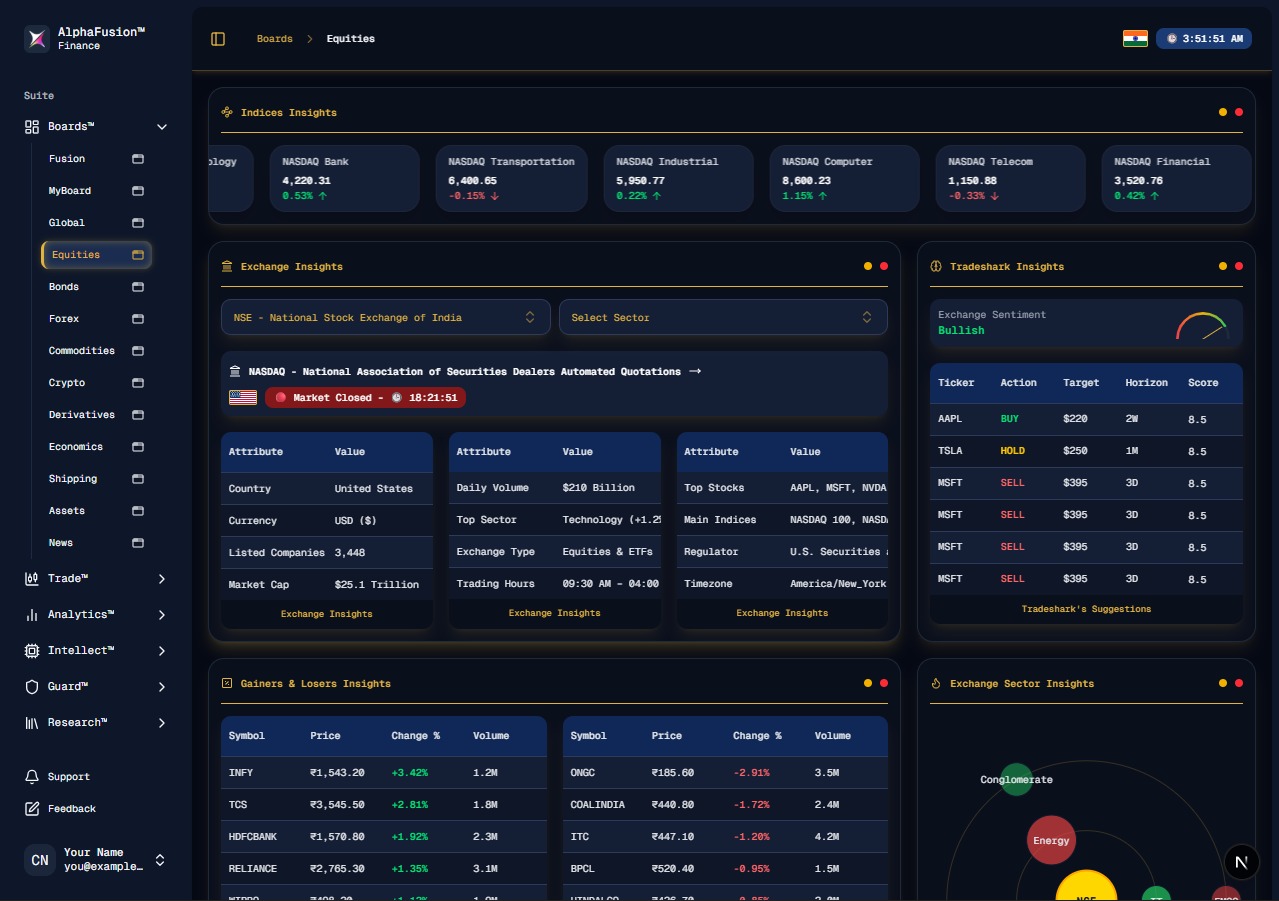 AlphaFusion™
Finance
Boards > Equities
3:51:51 AM
Suite
Boards™
Fusion
MyBoard
Global
Equities
Bonds
Forex
Commodities
Crypto
Derivatives
Economics
Shipping
Assets
News
Trade™
Analytics™
Intellect™
Guard™
Research™
Support
Feedback
CN
Your Name
you@example…
Indices Insights
ology
NASDAQ Bank
4,220.31
0.53% ↑
NASDAQ Transportation
6,400.65
-0.15% ↓
NASDAQ Industrial
5,950.77
0.22% ↑
NASDAQ Computer
8,600.23
1.15% ↑
NASDAQ Telecom
1,150.88
-0.33% ↓
NASDAQ Financial
3,520.76
0.42% ↑
Exchange Insights
NSE - National Stock Exchange of India
Select Sector
NASDAQ - National Association of Securities Dealers Automated Quotations →
Market Closed - 18:21:51
Attribute Value
Country United States
Currency USD ($)
Listed Companies 3,448
Market Cap $25.1 Trillion
Exchange Insights
Attribute Value
Daily Volume $210 Billion
Top Sector Technology (+1.2%
Exchange Type Equities & ETFs
Trading Hours 09:30 AM - 04:00
Exchange Insights
Attribute Value
Top Stocks AAPL, MSFT, NVDA
Main Indices NASDAQ 100, NASDA
Regulator U.S. Securities a
Timezone America/New_York
Exchange Insights
Tradeshark Insights
Exchange Sentiment
Bullish
Ticker Action Target Horizon Score
AAPL BUY $220 2W 8.5
TSLA HOLD $250 1M 8.5
MSFT SELL $395 3D 8.5
MSFT SELL $395 3D 8.5
MSFT SELL $395 3D 8.5
MSFT SELL $395 3D 8.5
Tradeshark's Suggestions
Gainers & Losers Insights
Symbol Price Change % Volume
INFY ₹1,543.20 +3.42% 1.2M
TCS ₹3,545.50 +2.81% 1.8M
HDFCBANK ₹1,570.80 +1.92% 2.3M
RELIANCE ₹2,765.30 +1.35% 3.1M
Symbol Price Change % Volume
ONGC ₹185.60 -2.91% 3.5M
COALINDIA ₹440.80 -1.72% 2.4M
ITC ₹447.10 -1.20% 4.2M
BPCL ₹520.40 -0.95% 1.5M
Exchange Sector Insights
Conglomerate
Energy
NSE
IT
FMCG
N